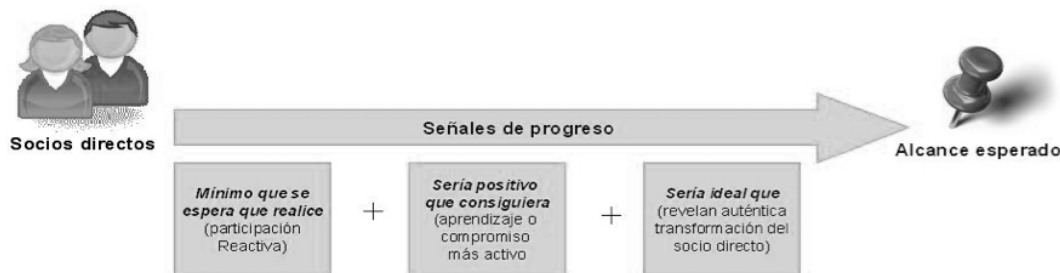 Socios directos
Señales de progreso
Alcance esperado
Mínimo que se
espera que realice
(participación
Reactiva)
+
Sería positivo
que consiguiera
(aprendizaje o
compromiso
más activo
+
Sería ideal que
(revelan auténtica
transformación del
socio directo)